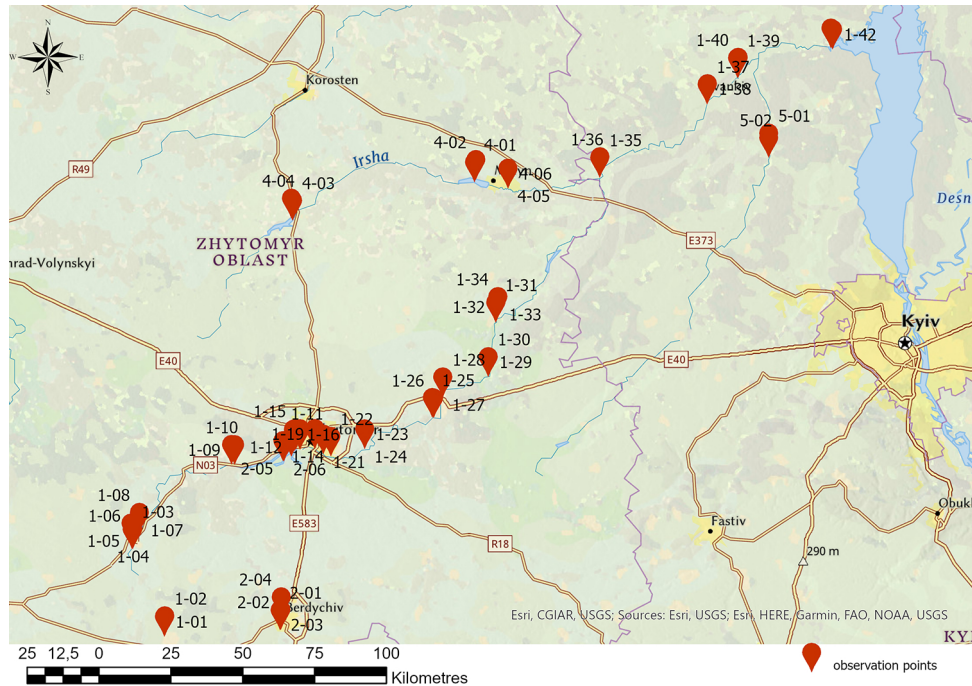 N
W E
S
1-42
1-40 1-39
1-37
1-38
Korosten
5-02 5-01
4-02 4-01
1-36 1-35
R49
Irsha
4-06
4-05
4-04 4-03
Desn
ZHYTOMYR
OBLAST
E373
nrad-Volynskyi
1-34 1-31
1-32 1-33
Kyiv
1-30
E40
1-28 1-29
E40
1-26 1-25
1-27
1-15 1-11
1-22
1-10
1-19 1-16
1-23
1-09
1-12 1-14
1-24
N03
2-05 2-06 1-21
1-08
1-06 1-03
1-07
1-05
1-04
E583
R18
Fastiv
Obuk
290 m
2-04
2-01
1-02
2-02 Berdychiv
1-01
2-03
Esri, CGIAR, USGS; Sources: Esri, USGS; Esri, HERE, Garmin, FAO, NOAA, USGS
KY
25 12,5 0 25 50 75 100
Kilometres
observation points